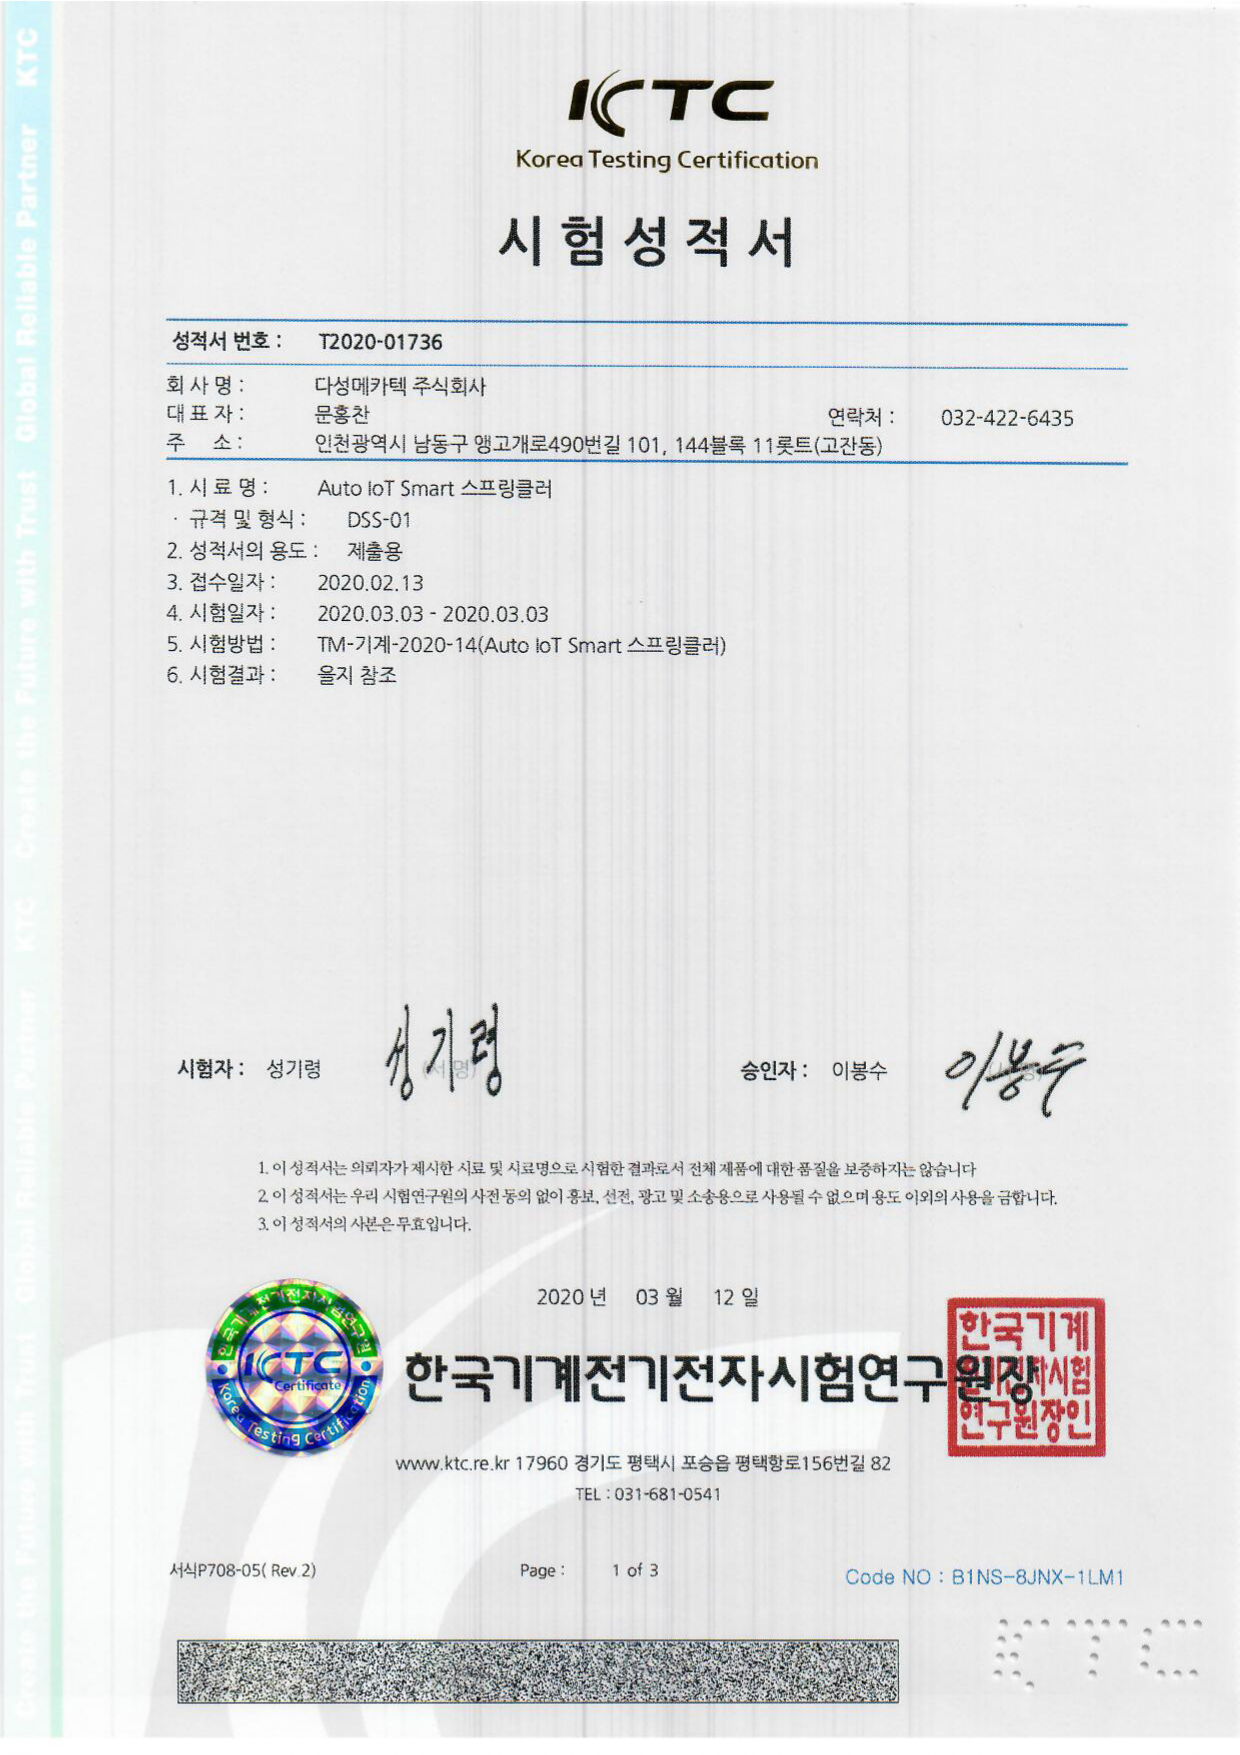 KTC
Korea Testing Certification
시험성적서
성적서 번호 : T2020-01736
회 사 명 : 다성메카텍 주식회사
대 표 자 : 문홍찬 연락처 : 032-422-6435
주 소 : 인천광역시 남동구 앵고개로490번길 101, 144블록 11롯트(고잔동)
1. 시 료 명 : Auto IoT Smart 스프링클러
· 규격 및 형식 : DSS-01
2. 성적서의 용도 : 제출용
3. 접수일자 : 2020.02.13
4. 시험일자 : 2020.03.03 - 2020.03.03
5. 시험방법 : TM-기계-2020-14(Auto IoT Smart 스프링클러)
6. 시험결과 : 을지 참조
시험자 : 성기령 (서명) 성기령
승인자 : 이봉수 (서명) 이봉수
1. 이 성적서는 의뢰자가 제시한 시료 및 시료명으로 시험한 결과로서 전체 제품에 대한 품질을 보증하지는 않습니다
2. 이 성적서는 우리 시험연구원의 사전 동의 없이 홍보, 선전, 광고 및 소송용으로 사용될 수 없으며 용도 이외의 사용을 금합니다.
3. 이 성적서의 사본은 무효입니다.
2020 년 03 월 12 일
한국기계전기전자시험연구원
KTC
Certificate
Korea Testing Certification
한국기계전기전자시험연구원장
한국기계
전기전자시험
연구원장인
www.ktc.re.kr 17960 경기도 평택시 포승읍 평택항로156번길 82
TEL : 031-681-0541
서식P708-05( Rev.2) Page : 1 of 3 Code NO : B1NS-8JNX-1LM1
KTC
Create the Future with Trust Global Reliable Partner KTC Create the Future with Trust Global Reliable Partner KTC